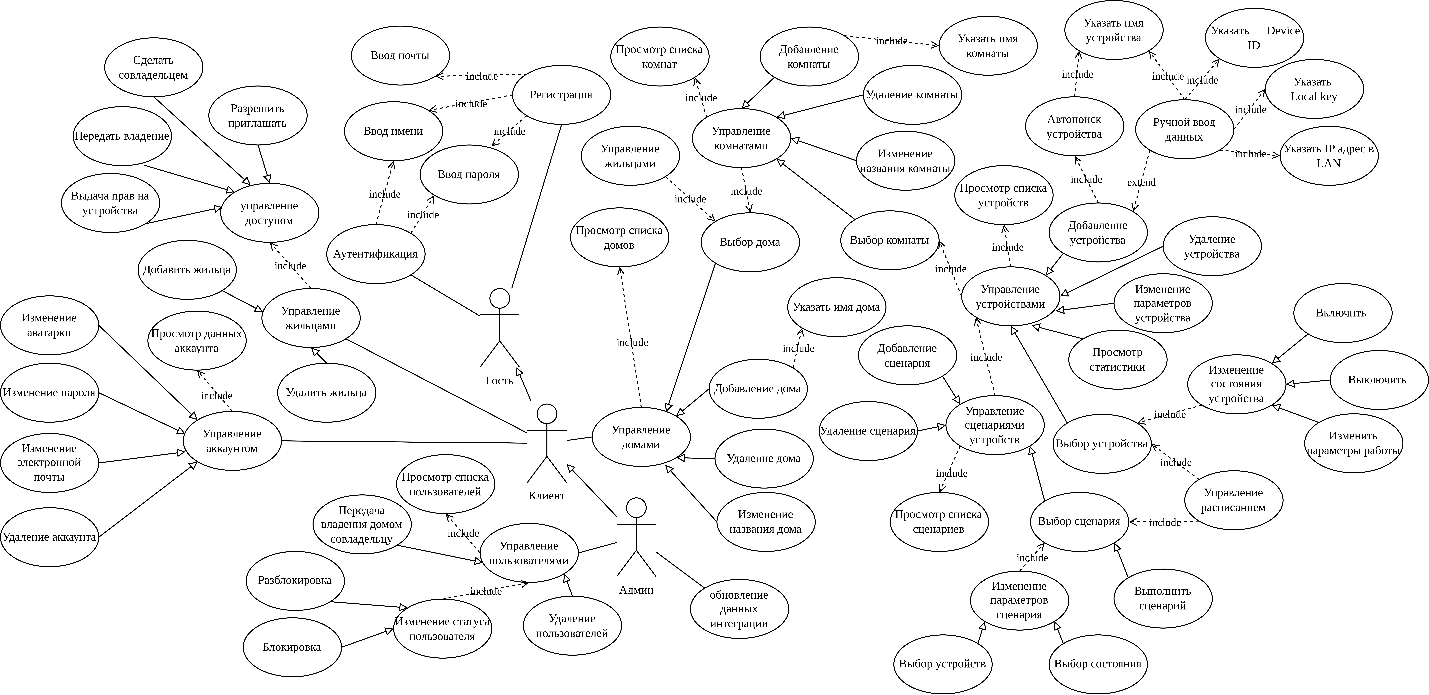 Сделать
совладельцем
Передать владение
Разрешить
приглашать
Выдача прав на
устройства
управление
доступом
include
Добавить жильца
Управление
жильцами
Удалить жильца
Изменение
аватарки
Просмотр данных
аккаунта
include
Изменение пароля
Управление
аккаунтом
Изменение
электронной
почты
Удаление аккаунта
Ввод почты
include
Регистрация
include
Ввод имени
include
Ввод пароля
include
include
Аутентификация
Гость
Клиент
Админ
Просмотр списка
пользователей
Передача
владения домом
совладельцу
include
Управление
пользователями
Разблокировка
include
Изменение статуса
пользователя
Блокировка
Удаление
пользователей
обновление
данных
интеграции
Просмотр списка
комнат
include
Добавление
комнаты
include
Указать имя
комнаты
Удаление комнаты
Управление
комнатами
Изменение
названия комнаты
Управление
жильцами
include
include
Выбор дома
Выбор комнаты
include
Просмотр списка
домов
include
Указать имя дома
include
Добавление дома
Управление
домами
Удаление дома
Изменение
названия дома
Указать имя
устройства
Указать Device
ID
include
include
include
Указать
Local key
include
Автопоиск
устройства
Ручной ввод
данных
include
Указать IP адрес в
LAN
include
extend
Просмотр списка
устройств
include
Добавление
устройства
Удаление
устройства
Управление
устройствами
Изменение
параметров
устройства
Просмотр
статистики
include
Добавление
сценария
Управление
сценариями
устройств
Удаление сценария
include
Просмотр списка
сценариев
Включить
Изменение
состояния
устройства
Выключить
include
Изменить
параметры работы
Выбор устройства
include
Управление
расписанием
include
Выбор сценария
include
Изменение
параметров
сценария
Выполнить
сценарий
Выбор устройств
Выбор состояния